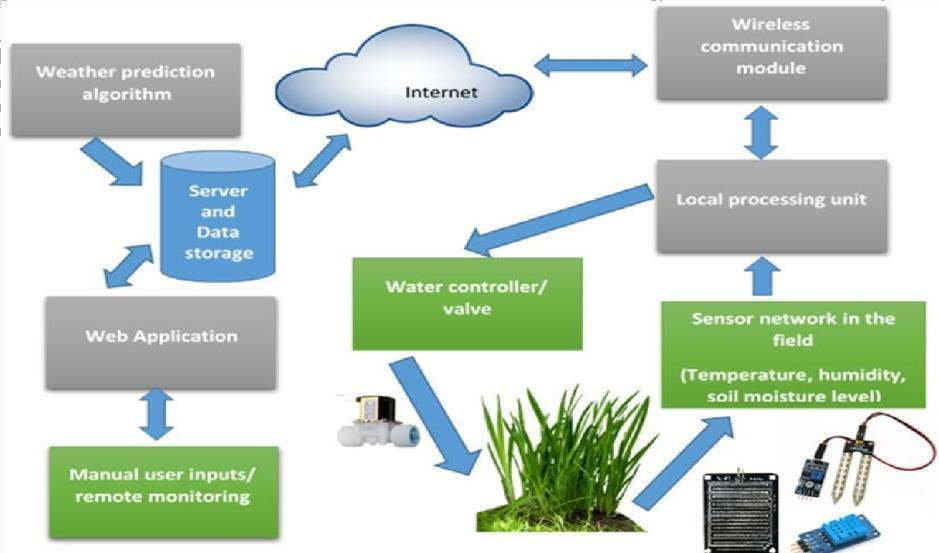 Weather prediction
algorithm
Internet
Wireless
communication
module
Server
and
Data
storage
Local processing unit
Water controller/
valve
Web Application
Sensor network in the
field
(Temperature, humidity,
soil moisture level)
Manual user inputs/
remote monitoring